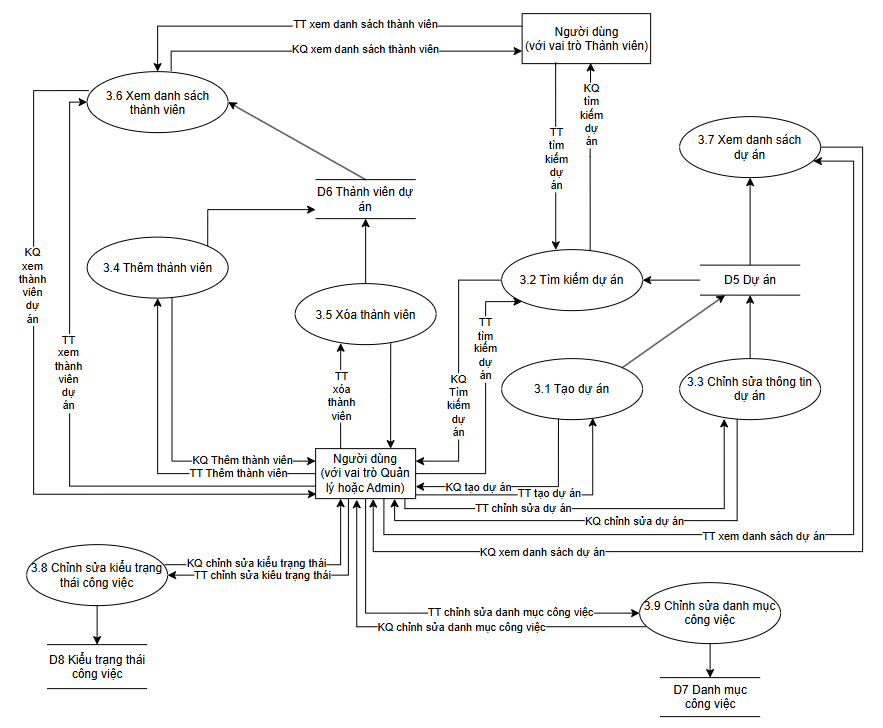 TT xem danh sách thành viên
KQ xem danh sách thành viên
Người dùng
(với vai trò Thành viên)
3.6 Xem danh sách
thành viên
KQ
tìm
kiếm
dự
án
TT
tìm
kiếm
dự
án
3.7 Xem danh sách
dự án
D6 Thành viên dự
án
KQ
xem
thành
viên
dự
án
3.4 Thêm thành viên
3.2 Tìm kiếm dự án
D5 Dự án
3.5 Xóa thành viên
TT
xem
thành
viên
dự
án
TT
tìm
kiếm
dự
án
TT
xóa
thành
viên
KQ
Tìm
kiếm
dự
án
3.1 Tạo dự án
3.3 Chỉnh sửa thông tin
dự án
KQ Thêm thành viên
TT Thêm thành viên
Người dùng
(với vai trò Quản
lý hoặc Admin)
KQ tạo dự án
TT tạo dự án
TT chỉnh sửa dự án
KQ chỉnh sửa dự án
TT xem danh sách dự án
KQ xem danh sách dự án
3.8 Chỉnh sửa kiểu trạng
thái công việc
KQ chỉnh sửa kiểu trạng thái
TT chỉnh sửa kiểu trạng thái
TT chỉnh sửa danh mục công việc
KQ chỉnh sửa danh mục công việc
3.9 Chỉnh sửa danh mục
công việc
D8 Kiểu trạng thái
công việc
D7 Danh mục
công việc